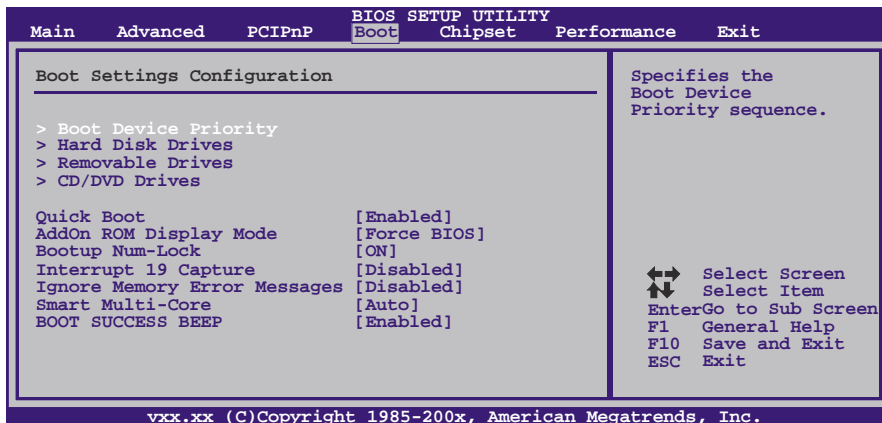 BIOS SETUP UTILITY
Main Advanced PCIPnP Boot Chipset Performance Exit
Boot Settings Configuration
> Boot Device Priority
> Hard Disk Drives
> Removable Drives
> CD/DVD Drives
Quick Boot [Enabled]
AddOn ROM Display Mode [Force BIOS]
Bootup Num-Lock [ON]
Interrupt 19 Capture [Disabled]
Ignore Memory Error Messages [Disabled]
Smart Multi-Core [Auto]
BOOT SUCCESS BEEP [Enabled]
Specifies the
Boot Device
Priority sequence.
Select Screen
Select Item
EnterGo to Sub Screen
F1 General Help
F10 Save and Exit
ESC Exit
vxx.xx (C)Copyright 1985-200x, American Megatrends, Inc.